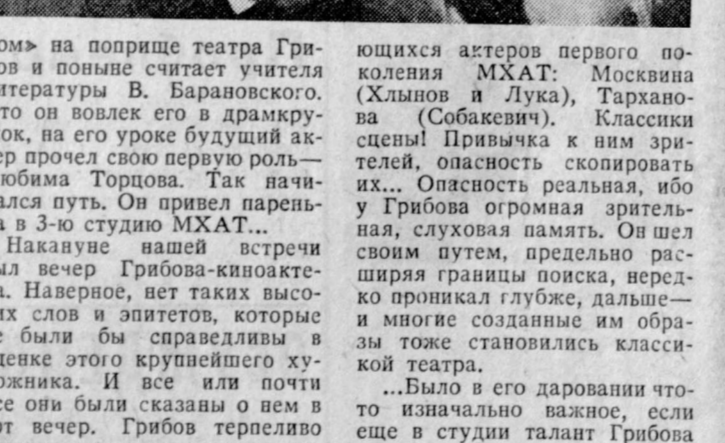 ом» на поприще театра Гри-
ов и поныне считает учителя
итературы В. Барановского.
то он вовлек его в драмкру-
ок, на его уроке будущий ак-
ер прочел свою первую роль—
юбима Торцова. Так начи-
ался путь. Он привел парень-
а в 3-ю студию МХАТ...
Накануне нашей встречи
ыл вечер Грибова-киноакте-
а. Наверное, нет таких высо-
их слов и эпитетов, которые
е были бы справедливы в
ценке этого крупнейшего ху-
ожника. И все или почти
се они были сказаны о нем в
от вечер. Грибов терпеливо
ющихся актеров первого по-
коления МХАТ: Москвина
(Хлынов и Лука), Тархано-
ва (Собакевич). Классики
сцены! Привычка к ним зри-
телей, опасность скопировать
их... Опасность реальная, ибо
у Грибова огромная зритель-
ная, слуховая память. Он шел
своим путем, предельно рас-
ширяя границы поиска, неред-
ко проникал глубже, дальше—
и многие созданные им обра-
зы тоже становились класси-
кой театра.
...Было в его даровании что-
то изначально важное, если
еще в студии талант Грибова